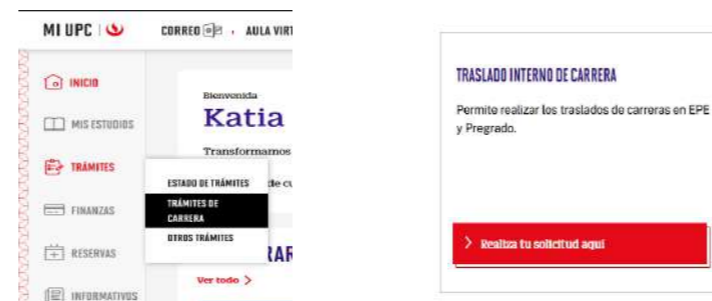 MI UPC
CORREO
AULA VIRT
INICIO
MIS ESTUDIOS
TRÁMITES
FINANZAS
RESERVAS
INFORMATIVOS
Bienvenida
Katia
Transformamos
de cu
ESTADO DE TRÁMITES
TRÁMITES DE
CARRERA
OTROS TRÁMITES
RAR
Ver todo >
TRASLADO INTERNO DE CARRERA
Permite realizar los traslados de carreras en EPE
y Pregrado.
> Realiza tu solicitud aquí